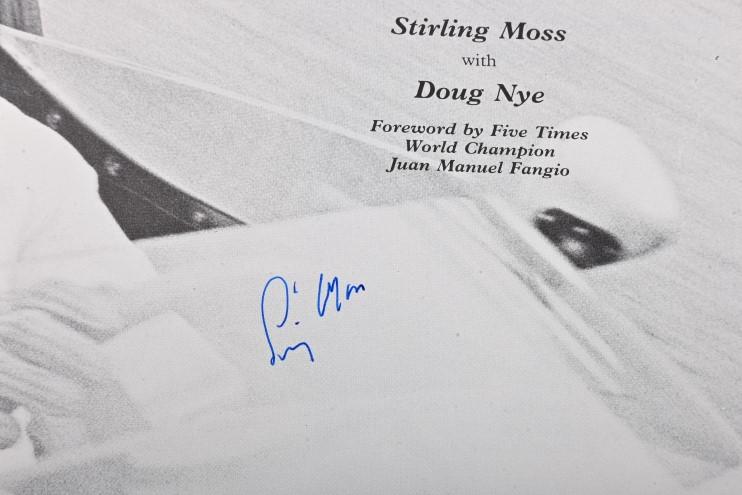 Stirling Moss
with
Doug Nye
Foreword by Five Times
World Champion
Juan Manuel Fangio